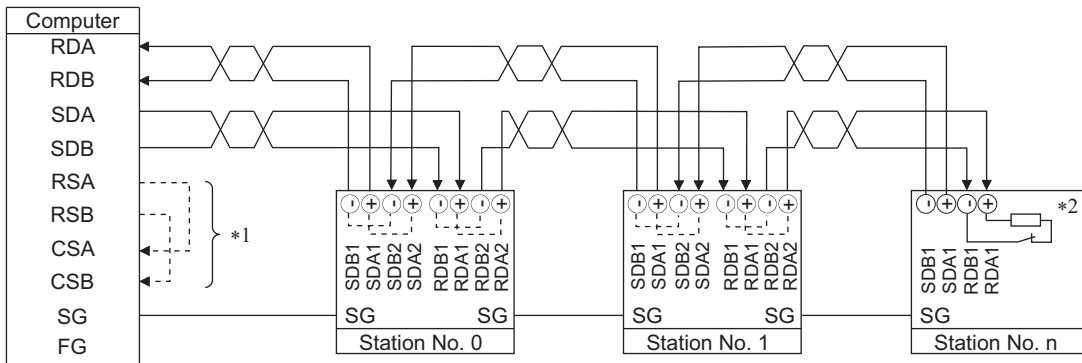 Computer
RDA
RDB
SDA
SDB
RSA
RSB
CSA
CSB
SG
FG
*1
- + - + - + - +
SDB1 SDA1 SDB2 SDA2 RDB1 RDA1 RDB2 RDA2
SG SG
Station No. 0
- + - + - + - +
SDB1 SDA1 SDB2 SDA2 RDB1 RDA1 RDB2 RDA2
SG SG
Station No. 1
- + - +
*2
SDB1 SDA1 RDB1 RDA1
SG
Station No. n